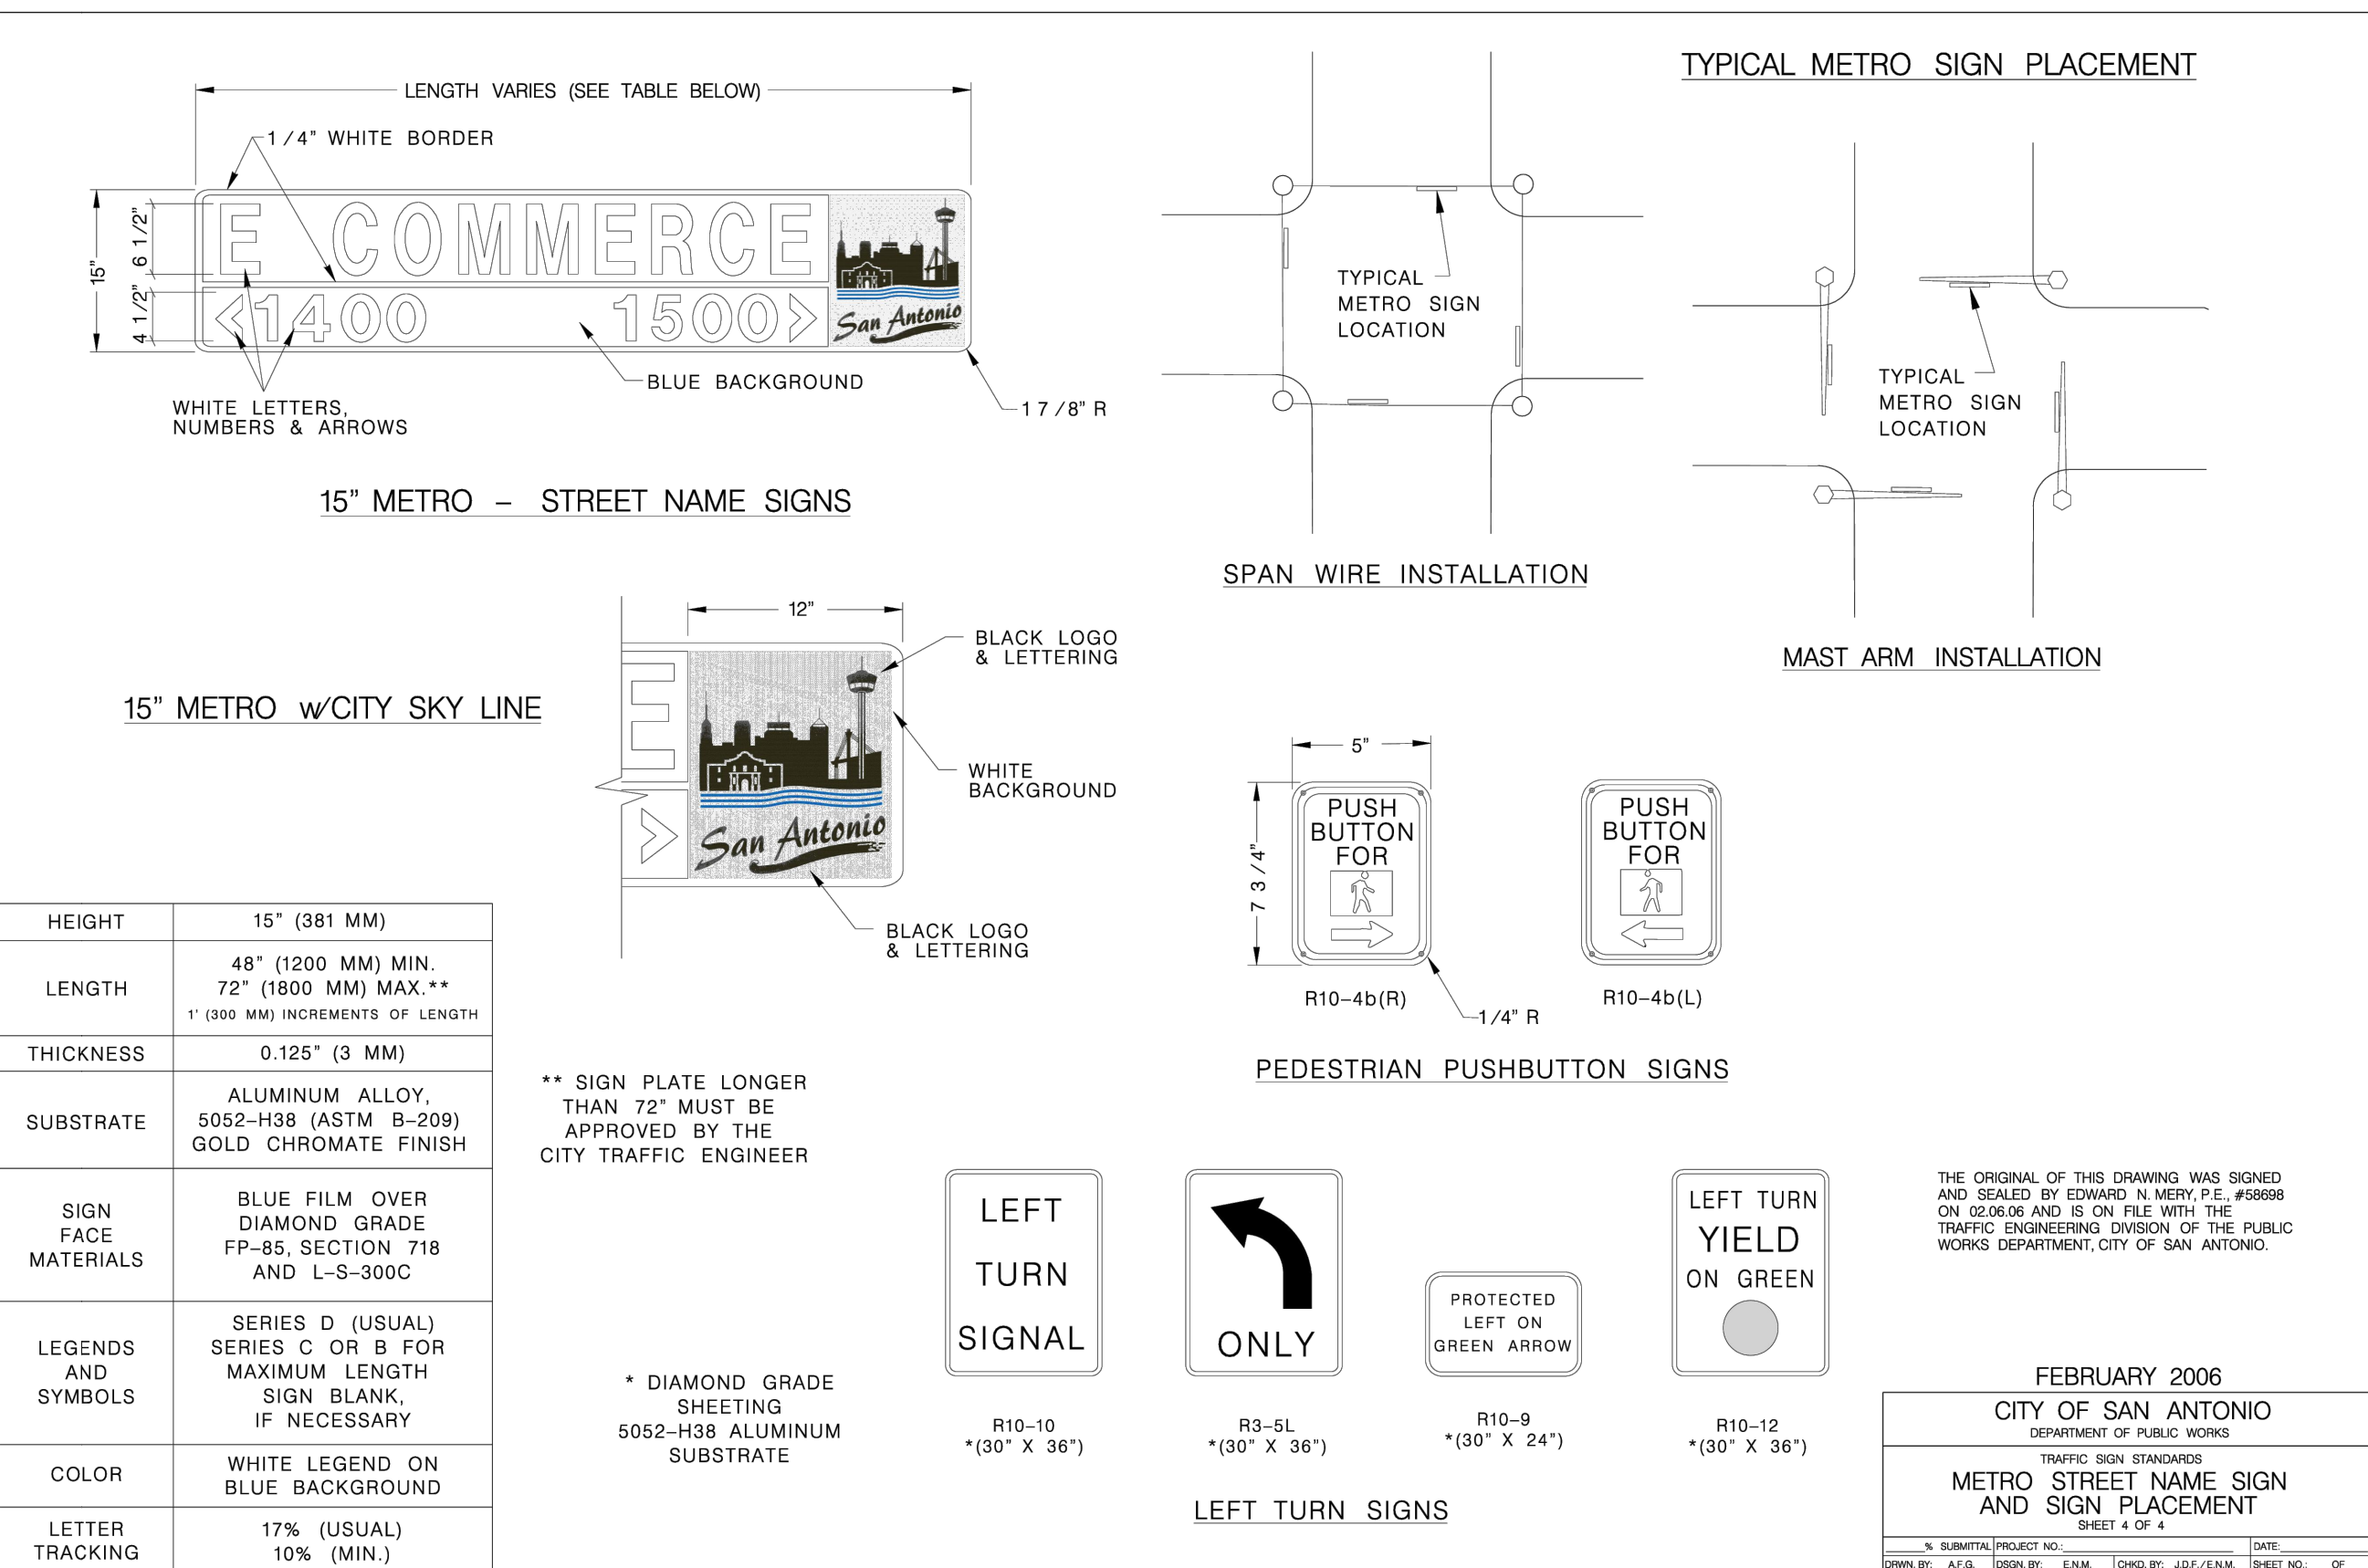 TYPICAL METRO SIGN PLACEMENT
LENGTH VARIES (SEE TABLE BELOW)
1/4" WHITE BORDER
15"
6 1/2"
4 1/2"
E COMMERCE
<1400 1500>
San Antonio
WHITE LETTERS,
NUMBERS & ARROWS
BLUE BACKGROUND
1 7/8" R
15" METRO – STREET NAME SIGNS
TYPICAL
METRO SIGN
LOCATION
SPAN WIRE INSTALLATION
TYPICAL
METRO SIGN
LOCATION
MAST ARM INSTALLATION
15" METRO w/CITY SKY LINE
12"
E
>
San Antonio
BLACK LOGO
& LETTERING
WHITE
BACKGROUND
BLACK LOGO
& LETTERING
5"
7 3/4"
PUSH
BUTTON
FOR
R10–4b(R)
1/4" R
PUSH
BUTTON
FOR
R10–4b(L)
PEDESTRIAN PUSHBUTTON SIGNS
HEIGHT
15" (381 MM)
LENGTH
48" (1200 MM) MIN.
72" (1800 MM) MAX.**
1' (300 MM) INCREMENTS OF LENGTH
THICKNESS
0.125" (3 MM)
SUBSTRATE
ALUMINUM ALLOY,
5052–H38 (ASTM B–209)
GOLD CHROMATE FINISH
SIGN
FACE
MATERIALS
BLUE FILM OVER
DIAMOND GRADE
FP–85, SECTION 718
AND L–S–300C
LEGENDS
AND
SYMBOLS
SERIES D (USUAL)
SERIES C OR B FOR
MAXIMUM LENGTH
SIGN BLANK,
IF NECESSARY
COLOR
WHITE LEGEND ON
BLUE BACKGROUND
LETTER
TRACKING
17% (USUAL)
10% (MIN.)
** SIGN PLATE LONGER
THAN 72" MUST BE
APPROVED BY THE
CITY TRAFFIC ENGINEER
* DIAMOND GRADE
SHEETING
5052–H38 ALUMINUM
SUBSTRATE
LEFT
TURN
SIGNAL
R10–10
*(30" X 36")
ONLY
R3–5L
*(30" X 36")
PROTECTED
LEFT ON
GREEN ARROW
R10–9
*(30" X 24")
LEFT TURN
YIELD
ON GREEN
R10–12
*(30" X 36")
LEFT TURN SIGNS
THE ORIGINAL OF THIS DRAWING WAS SIGNED
AND SEALED BY EDWARD N. MERY, P.E., #58698
ON 02.06.06 AND IS ON FILE WITH THE
TRAFFIC ENGINEERING DIVISION OF THE PUBLIC
WORKS DEPARTMENT, CITY OF SAN ANTONIO.
FEBRUARY 2006
CITY OF SAN ANTONIO
DEPARTMENT OF PUBLIC WORKS
TRAFFIC SIGN STANDARDS
METRO STREET NAME SIGN
AND SIGN PLACEMENT
SHEET 4 OF 4
% SUBMITTAL PROJECT NO.: DATE:
DRWN. BY: A.F.G. DSGN. BY: E.N.M. CHKD. BY: J.D.F./E.N.M. SHEET NO.: OF